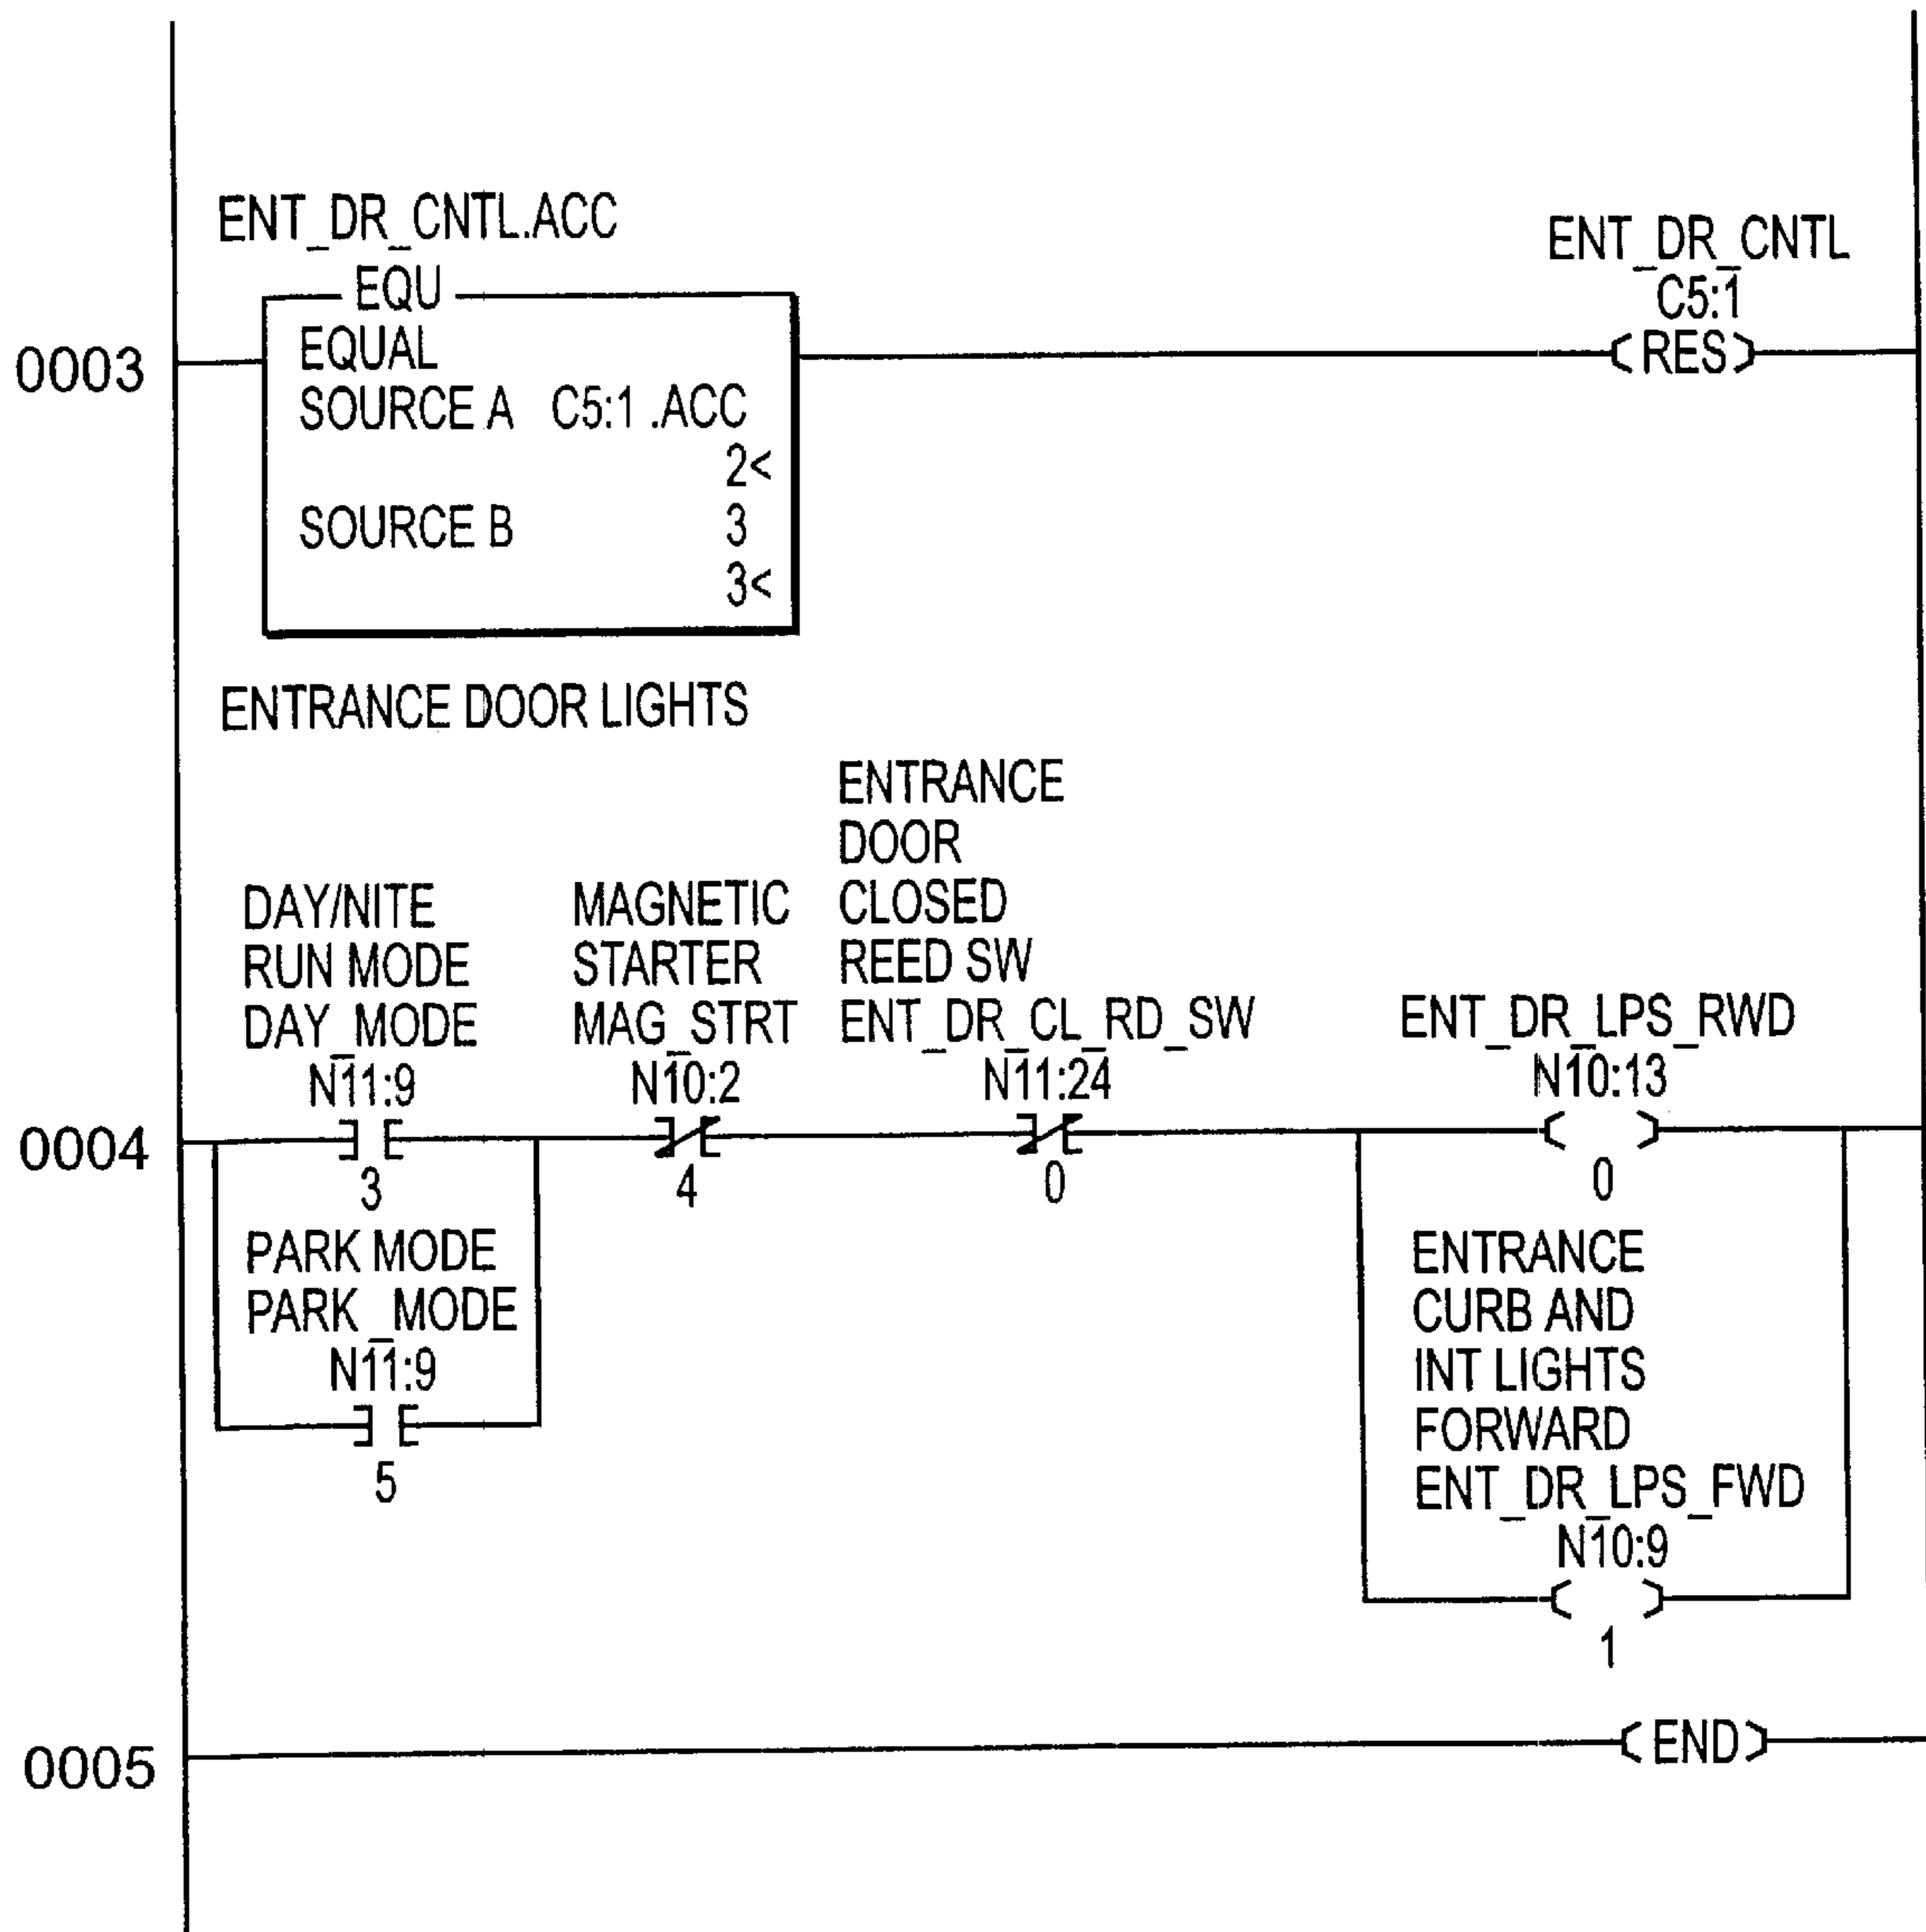 ENT_DR_CNTL.ACC
EQU
EQUAL
SOURCE A C5:1 .ACC
2<
SOURCE B 3
3<
ENT_DR_CNTL
C5:1
RES
0003
ENTRANCE DOOR LIGHTS
DAY/NITE
RUN MODE
DAY_MODE
N11:9
3
MAGNETIC
STARTER
MAG_STRT
N10:2
4
ENTRANCE
DOOR
CLOSED
REED SW
ENT_DR_CL_RD_SW
N11:24
0
ENT_DR_LPS_RWD
N10:13
0
0004
PARK MODE
PARK_MODE
N11:9
5
ENTRANCE
CURB AND
INT LIGHTS
FORWARD
ENT_DR_LPS_FWD
N10:9
1
0005
END